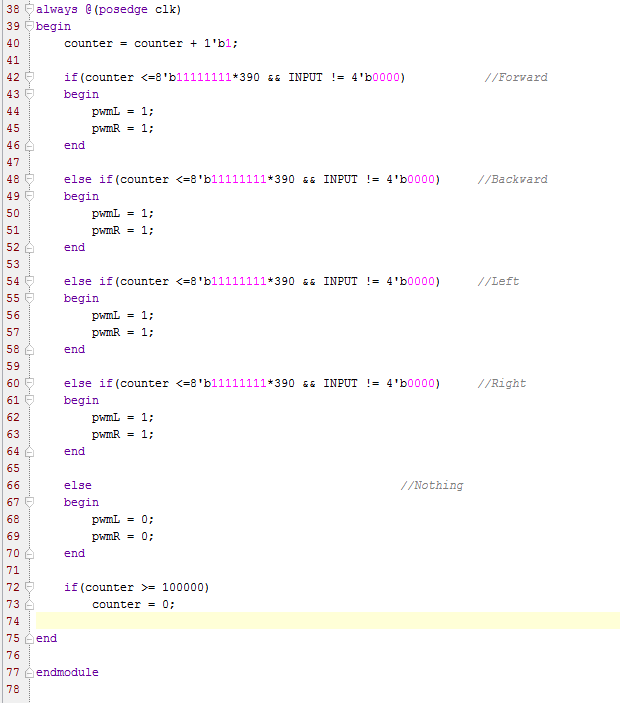 38 always @(posedge clk)
39 begin
40 counter = counter + 1'b1;
41
42 if(counter <=8'b11111111*390 && INPUT != 4'b0000) //Forward
43 begin
44 pwmL = 1;
45 pwmR = 1;
46 end
47
48 else if(counter <=8'b11111111*390 && INPUT != 4'b0000) //Backward
49 begin
50 pwmL = 1;
51 pwmR = 1;
52 end
53
54 else if(counter <=8'b11111111*390 && INPUT != 4'b0000) //Left
55 begin
56 pwmL = 1;
57 pwmR = 1;
58 end
59
60 else if(counter <=8'b11111111*390 && INPUT != 4'b0000) //Right
61 begin
62 pwmL = 1;
63 pwmR = 1;
64 end
65
66 else //Nothing
67 begin
68 pwmL = 0;
69 pwmR = 0;
70 end
71
72 if(counter >= 100000)
73 counter = 0;
74
75 end
76
77 endmodule
78